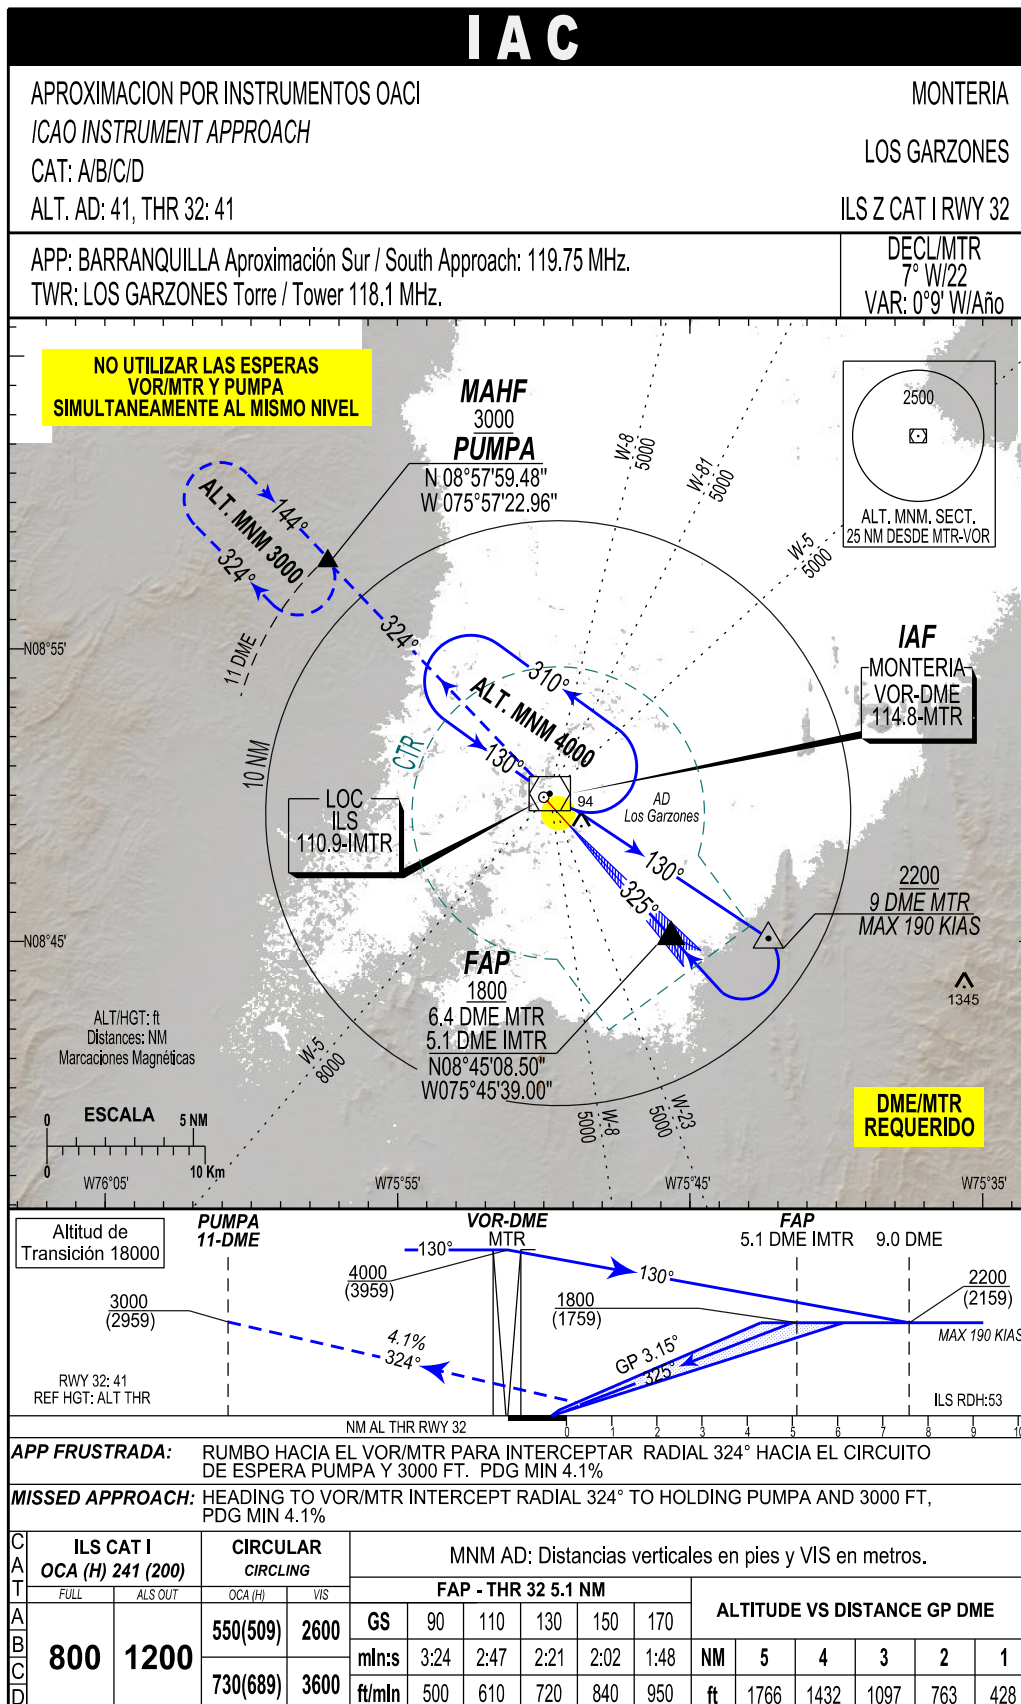 IAC
APROXIMACION POR INSTRUMENTOS OACI
ICAO INSTRUMENT APPROACH
CAT: A/B/C/D
ALT. AD: 41, THR 32: 41
MONTERIA
LOS GARZONES
ILS Z CAT I RWY 32
APP: BARRANQUILLA Aproximación Sur / South Approach: 119.75 MHz.
TWR: LOS GARZONES Torre / Tower 118.1 MHz.
DECL/MTR
7° W/22
VAR: 0°9' W/Año
NO UTILIZAR LAS ESPERAS
VOR/MTR Y PUMPA
SIMULTANEAMENTE AL MISMO NIVEL
MAHF
3000
PUMPA
N 08°57'59.48"
W 075°57'22.96"
W-8
5000
W-81
5000
W-5
5000
2500
ALT. MNM. SECT.
25 NM DESDE MTR-VOR
144°
ALT. MNM 3000
324°
324°
11 DME
N08°55'
IAF
MONTERIA
VOR-DME
114.8-MTR
310°
ALT. MNM 4000
130°
CTR
10 NM
LOC
ILS
110.9-IMTR
94
AD
Los Garzones
130°
325°
2200
9 DME MTR
MAX 190 KIAS
N08°45'
FAP
1800
6.4 DME MTR
5.1 DME IMTR
N08°45'08.50"
W075°45'39.00"
1345
ALT/HGT: ft
Distances: NM
Marcaciones Magnéticas
W-5
8000
W-8
5000
W-23
5000
DME/MTR
REQUERIDO
ESCALA
0 5 NM
0 10 Km
W76°05' W75°55' W75°45' W75°35'
Altitud de
Transición 18000
PUMPA
11-DME
VOR-DME
MTR
FAP
5.1 DME IMTR
9.0 DME
130°
130°
4000
(3959)
3000
(2959)
1800
(1759)
2200
(2159)
MAX 190 KIAS
4.1%
324°
GP 3.15°
325°
RWY 32: 41
REF HGT: ALT THR
ILS RDH:53
NM AL THR RWY 32
0 1 2 3 4 5 6 7 8 9 10
APP FRUSTRADA: RUMBO HACIA EL VOR/MTR PARA INTERCEPTAR RADIAL 324° HACIA EL CIRCUITO
DE ESPERA PUMPA Y 3000 FT. PDG MIN 4.1%
MISSED APPROACH: HEADING TO VOR/MTR INTERCEPT RADIAL 324° TO HOLDING PUMPA AND 3000 FT,
PDG MIN 4.1%
CAT
ILS CAT I
OCA (H) 241 (200)
CIRCULAR
CIRCLING
MNM AD: Distancias verticales en pies y VIS en metros.
FULL ALS OUT OCA (H) VIS
FAP - THR 32 5.1 NM
ALTITUDE VS DISTANCE GP DME
A
B
C
D
800 1200
550(509) 2600
730(689) 3600
GS 90 110 130 150 170
min:s 3:24 2:47 2:21 2:02 1:48
ft/min 500 610 720 840 950
NM 5 4 3 2 1
ft 1766 1432 1097 763 428